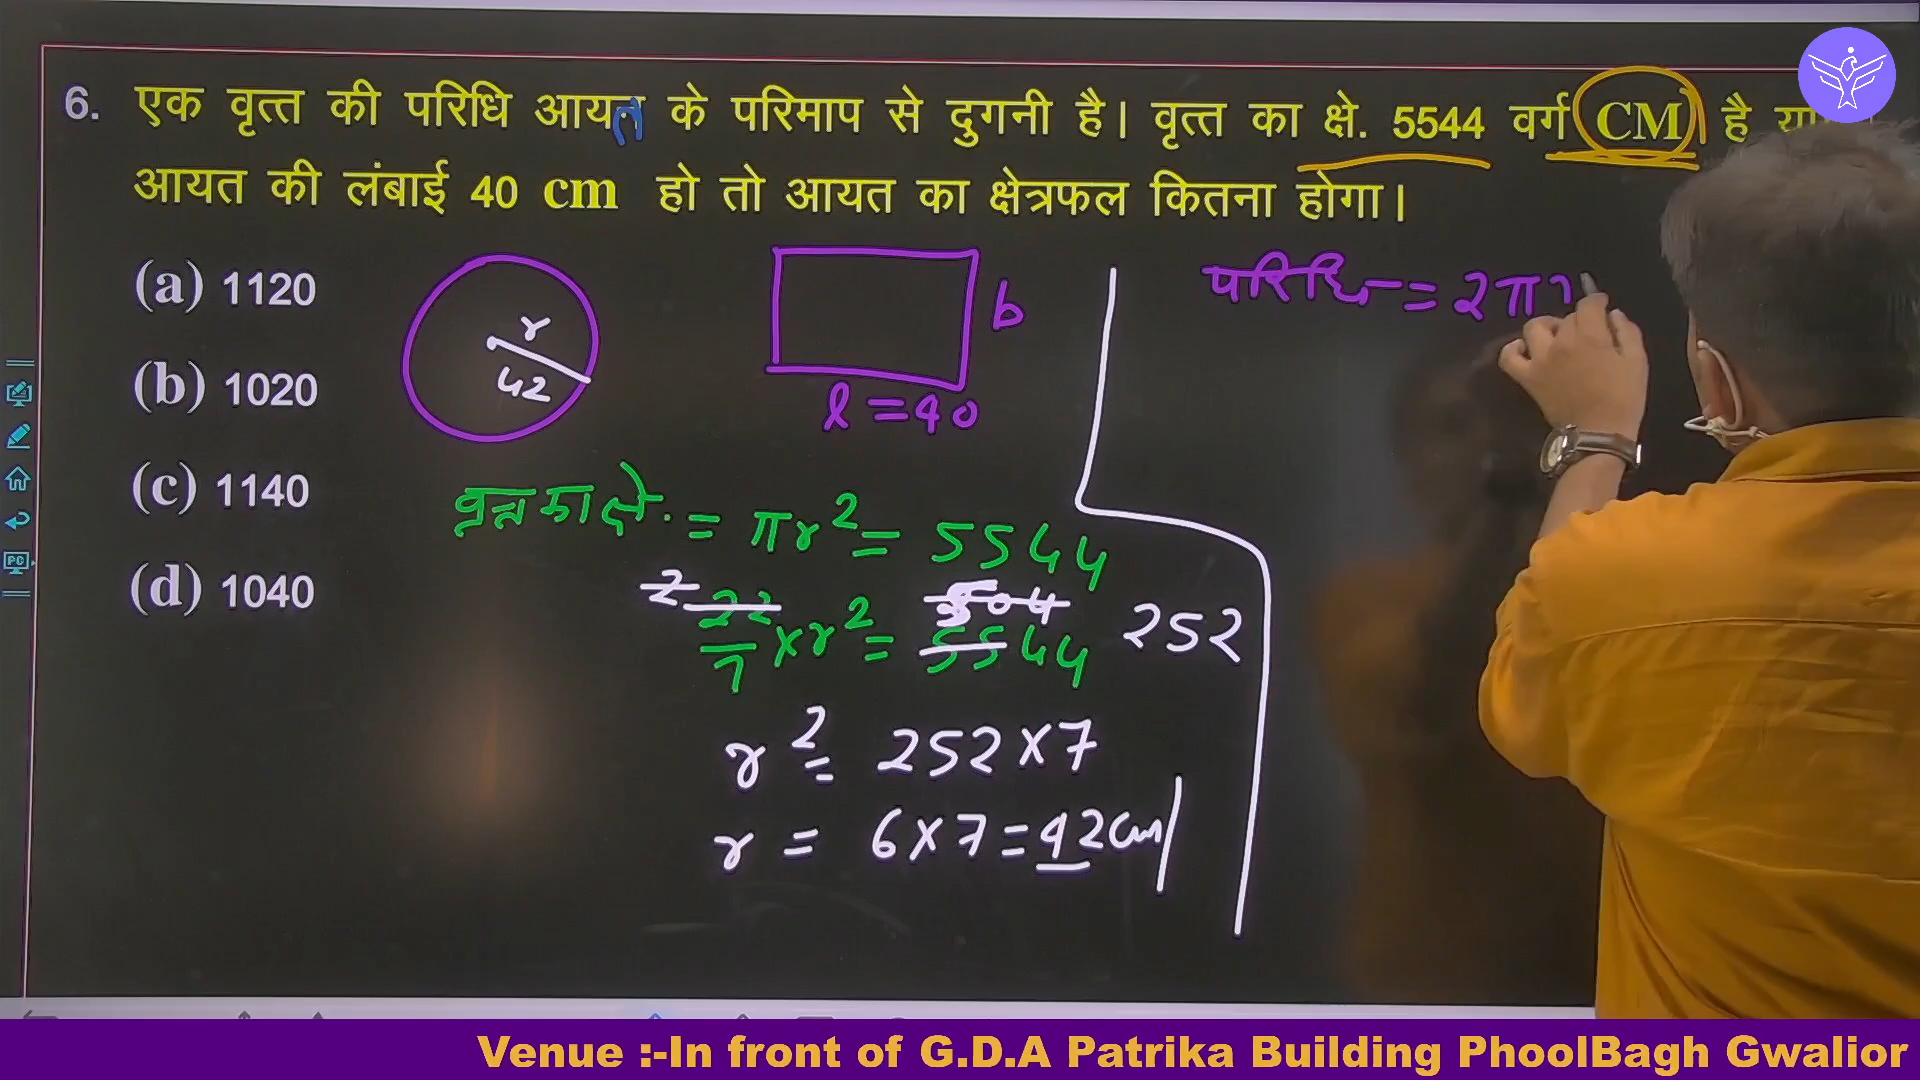 6. एक वृत्त की परिधि आयत के परिमाप से दुगनी है। वृत्त का क्षे. 5544 वर्ग CM है
आयत की लंबाई 40 cm हो तो आयत का क्षेत्रफल कितना होगा।
(a) 1120
(b) 1020
(c) 1140
(d) 1040
r
42
b
l = 40
परिधि = 2πr
वृत्त का क्षे. = πr² = 5544
2 504
22/7 × r² = 5544 252
r² = 252 × 7
r = 6 × 7 = 42cm
PC
Venue :-In front of G.D.A Patrika Building PhoolBagh Gwalior